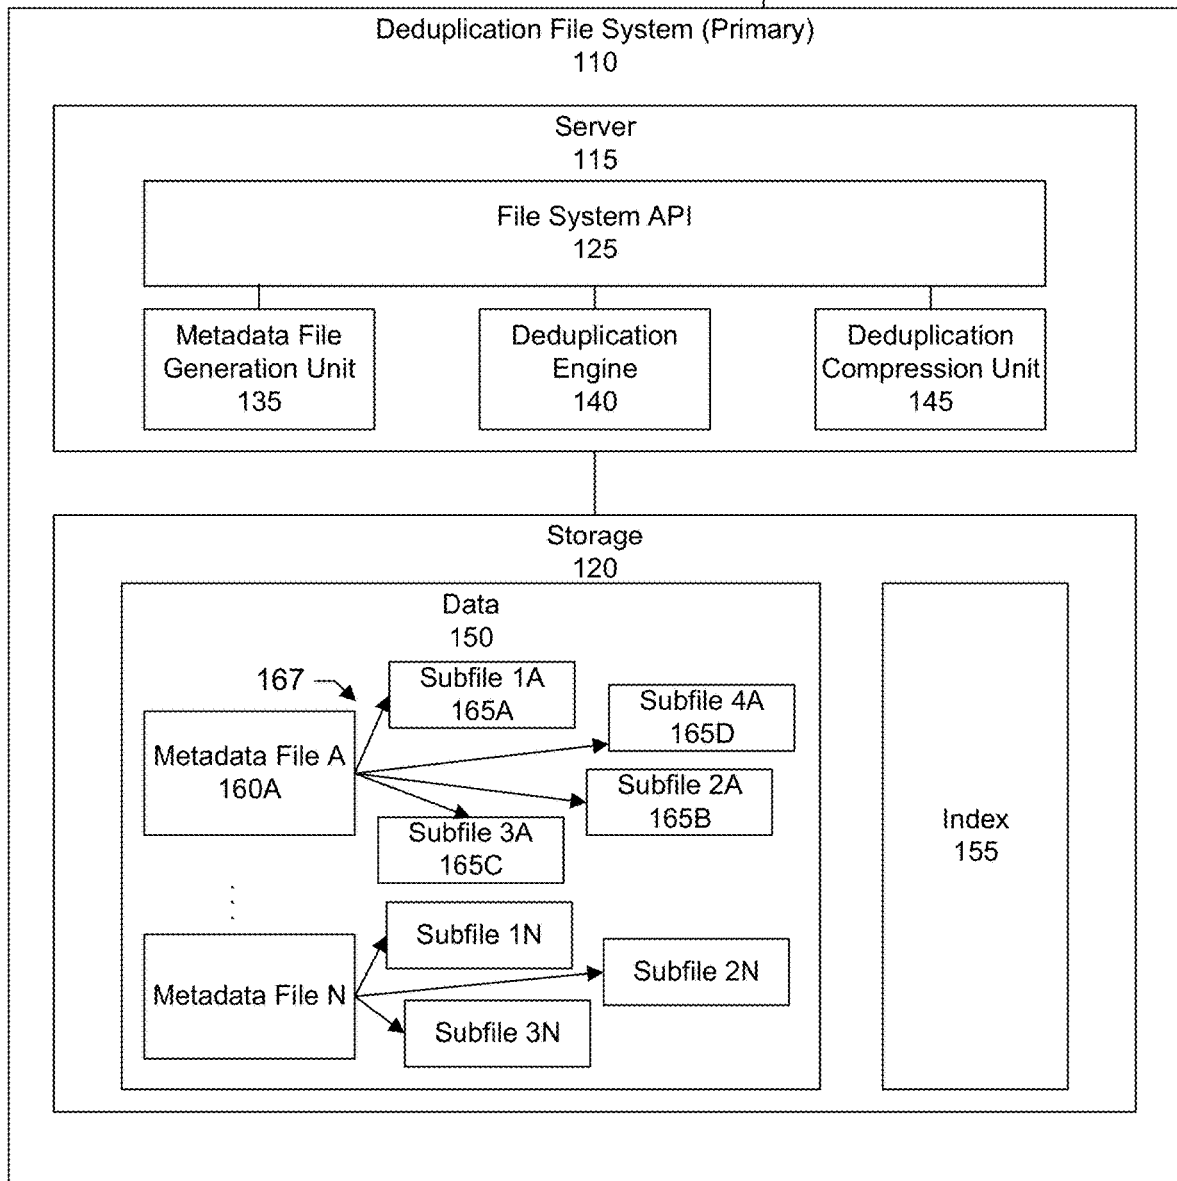 Deduplication File System (Primary)
110
Server
115
File System API
125
Metadata File
Generation Unit
135
Deduplication
Engine
140
Deduplication
Compression Unit
145
Storage
120
Data
150
167
Subfile 1A
165A
Subfile 4A
165D
Metadata File A
160A
Subfile 2A
165B
Subfile 3A
165C
Index
155
Subfile 1N
Subfile 2N
Metadata File N
Subfile 3N